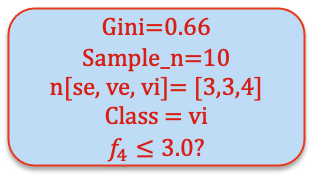 Gini=0.66
Sample_n=10
n[se, ve, vi]= [3,3,4]
Class = vi
f₄ ≤ 3.0?